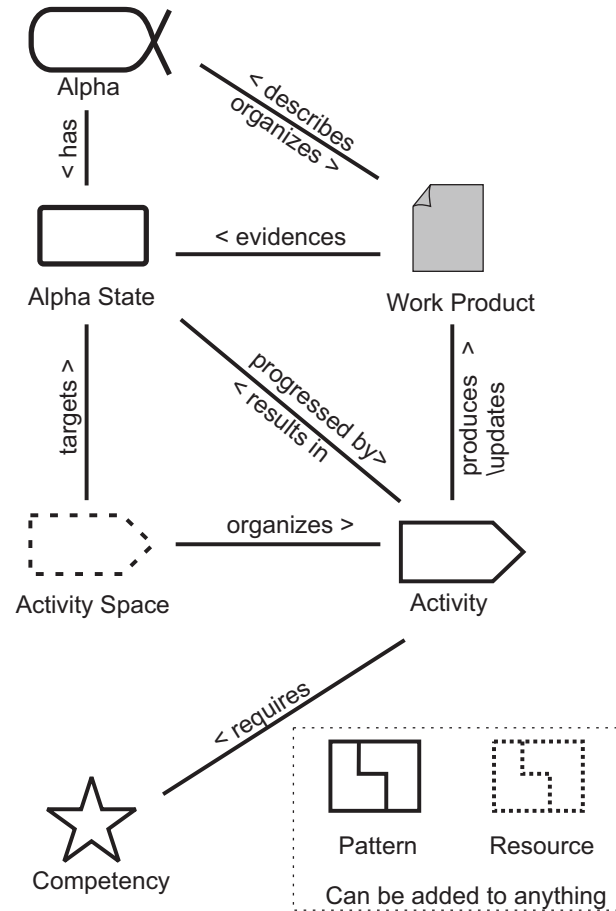 Alpha
< describes
organizes >
< has
Alpha State
< evidences
Work Product
targets >
progressed by>
< results in
produces >
\updates
Activity Space
organizes >
Activity
< requires
Competency
Pattern
Resource
Can be added to anything